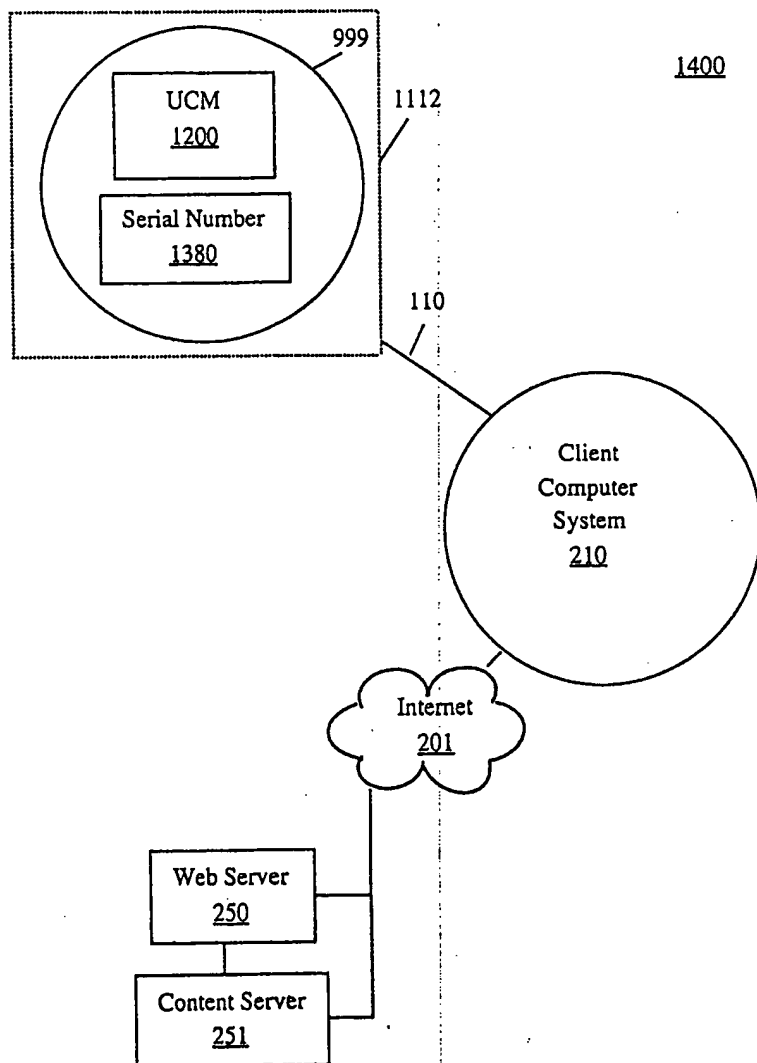 999
1400
UCM
1200
1112
Serial Number
1380
110
Client
Computer
System
210
Internet
201
Web Server
250
Content Server
251